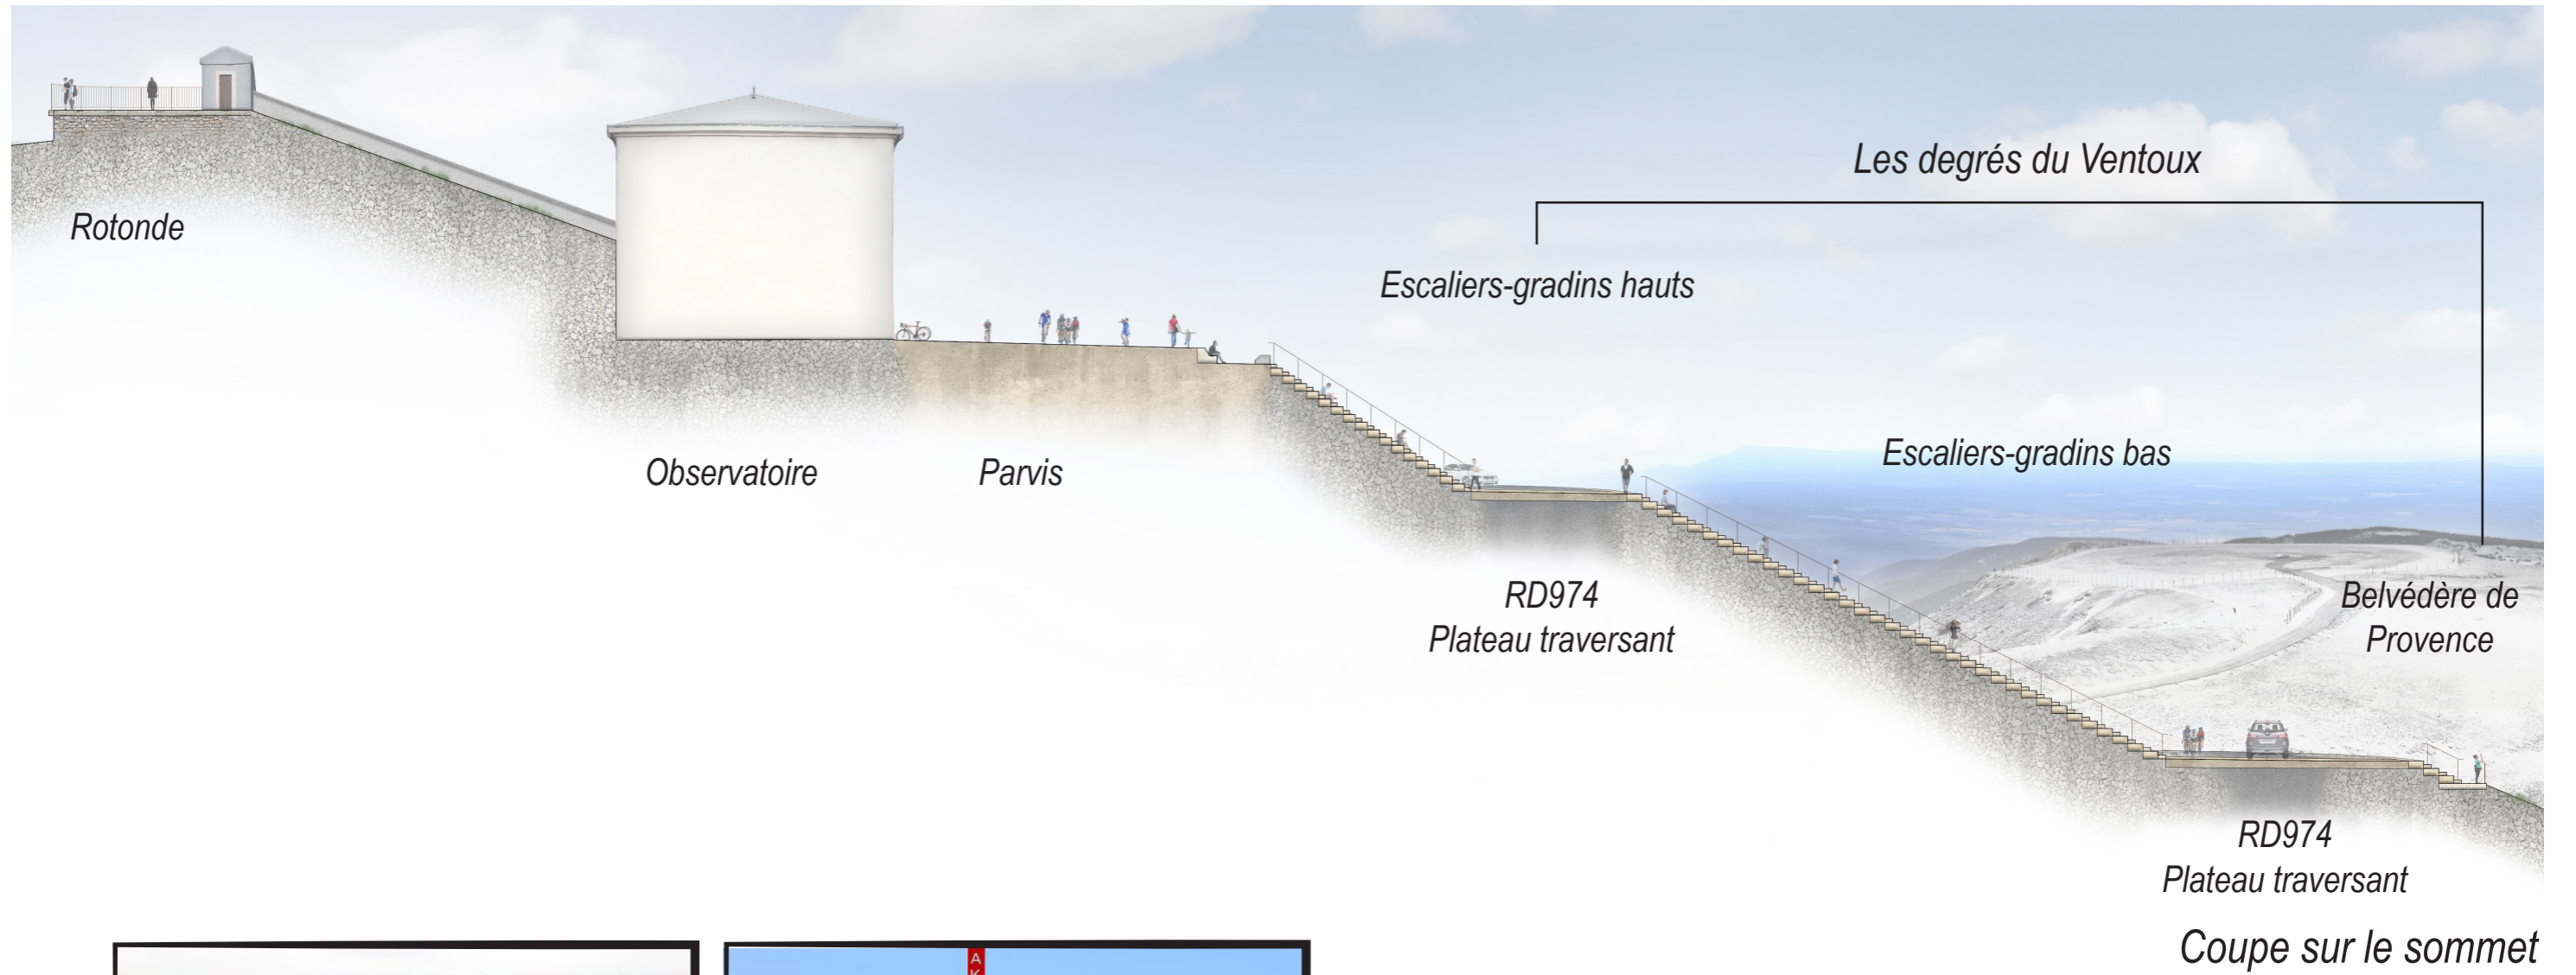 Les degrés du Ventoux
Rotonde
Escaliers-gradins hauts
Escaliers-gradins bas
Observatoire
Parvis
RD974
Plateau traversant
Belvédère de
Provence
RD974
Plateau traversant
Coupe sur le sommet
A
K